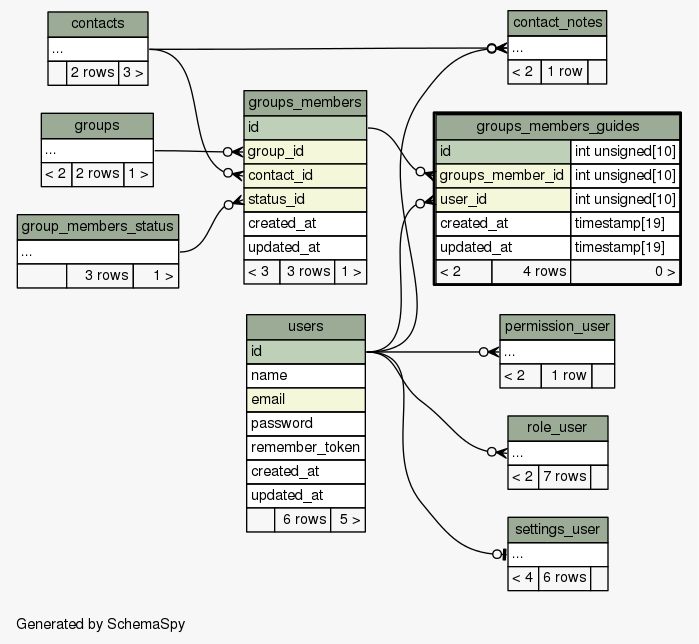 contacts
...
2 rows 3 >
contact_notes
...
< 2 1 row
groups_members
id
group_id
contact_id
status_id
created_at
updated_at
< 3 3 rows 1 >
groups
...
< 2 2 rows 1 >
groups_members_guides
id int unsigned[10]
groups_member_id int unsigned[10]
user_id int unsigned[10]
created_at timestamp[19]
updated_at timestamp[19]
< 2 4 rows 0 >
group_members_status
...
3 rows 1 >
users
id
name
email
password
remember_token
created_at
updated_at
6 rows 5 >
permission_user
...
< 2 1 row
role_user
...
< 2 7 rows
settings_user
...
< 4 6 rows
Generated by SchemaSpy